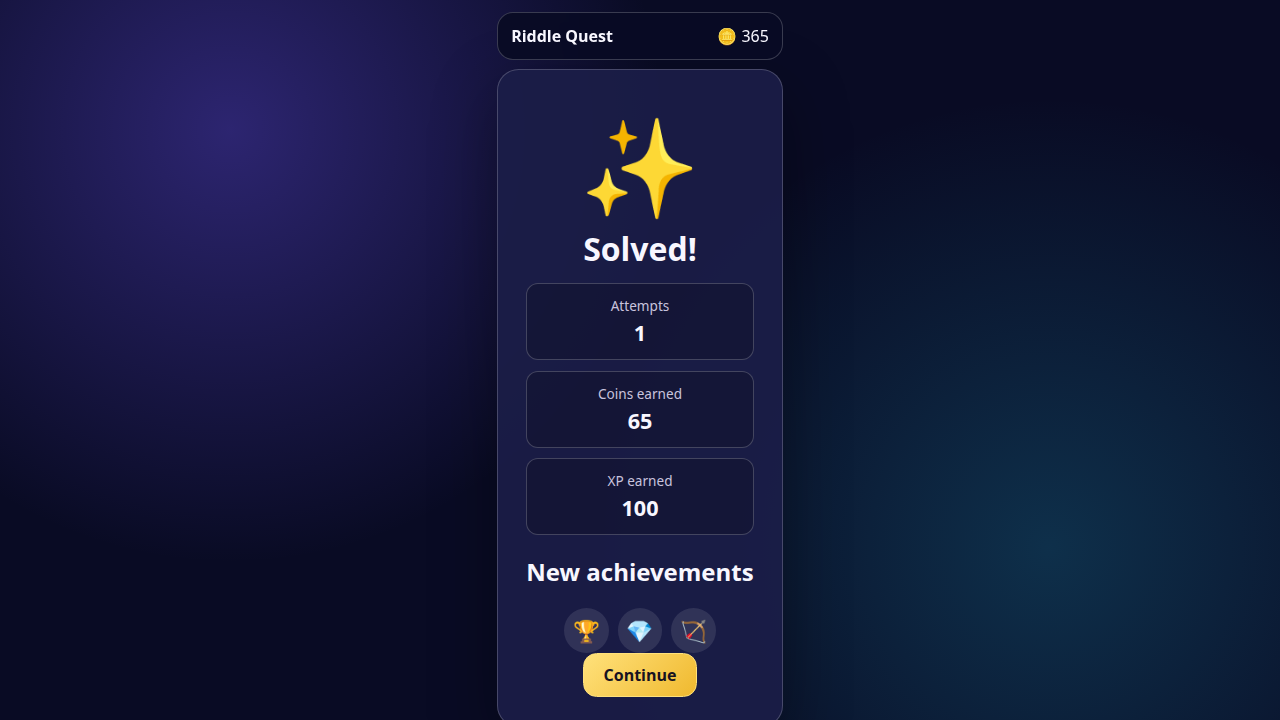 Riddle Quest
365
Solved!
Attempts
1
Coins earned
65
XP earned
100
New achievements
Continue